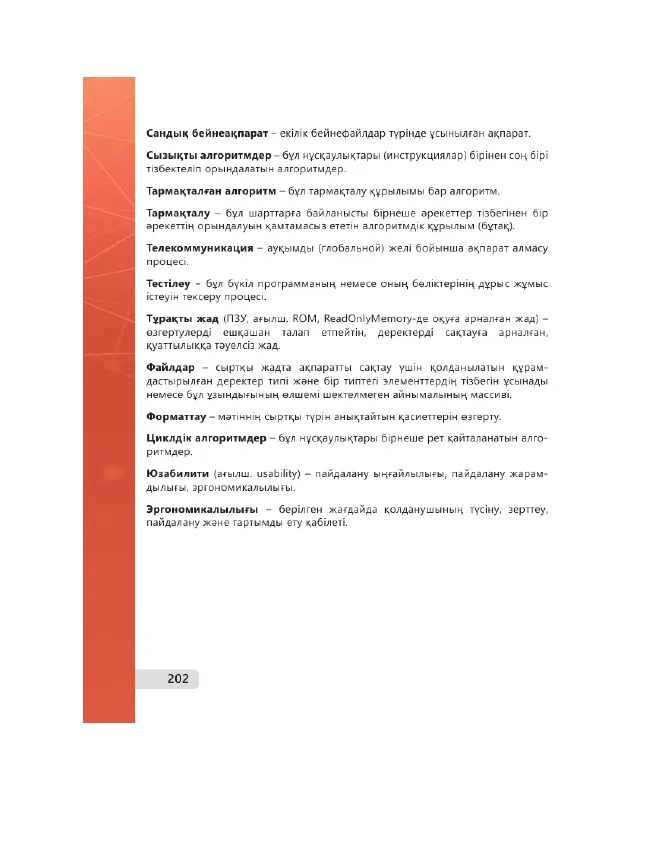 Сандық бейнеақпарат – екілік бейнефайлдар түрінде ұсынылған ақпарат.
Сызықты алгоритмдер – бұл нұсқаулықтары (инструкциялар) бірінен соң бірі
тізбектеліп орындалатын алгоритмдер.
Тармақталған алгоритм – бұл тармақталу құрылымы бар алгоритм.
Тармақталу – бұл шарттарға байланысты бірнеше әрекеттер тізбегінен бір
әрекеттің орындалуын қамтамасыз ететін алгоритмдік құрылым (бұтақ).
Телекоммуникация – ауқымды (глобальной) желі бойынша ақпарат алмасу
процесі.
Тестілеу – бұл бүкіл программаның немесе оның бөліктерінің дұрыс жұмыс
істеуін тексеру процесі.
Тұрақты жад (ПЗУ, ағылш. ROM, ReadOnlyMemory-де оқуға арналған жад) –
өзгертулерді ешқашан талап етпейтін, деректерді сақтауға арналған,
қуаттылыққа тәуелсіз жад.
Файлдар – сыртқы жадта ақпаратты сақтау үшін қолданылатын құрам-
дастырылған деректер типі және бір типтегі элементтердің тізбегін ұсынады
немесе бұл ұзындығының өлшемі шектелмеген айнымалының массиві.
Форматтау – мәтіннің сыртқы түрін анықтайтын қасиеттерін өзгерту.
Циклдік алгоритмдер – бұл нұсқаулықтары бірнеше рет қайталанатын алго-
ритмдер.
Юзабилити (ағылш. usability) – пайдалану ыңғайлылығы, пайдалану жарам-
дылығы, эргономикалылығы.
Эргономикалылығы – берілген жағдайда қолданушының түсіну, зерттеу,
пайдалану және тартымды ету қабілеті.
202